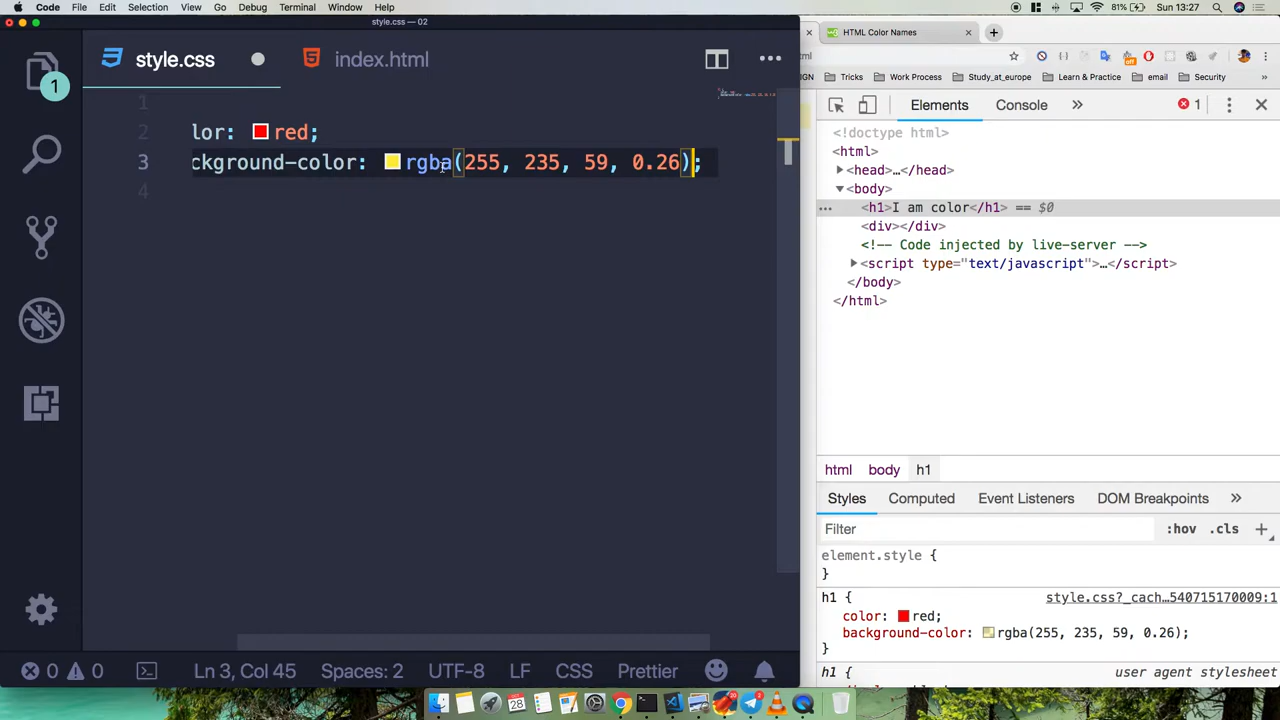 Code File Edit Selection View Go Debug Terminal Window Help
Sun 13:27
style.css — 02
HTML Color Names
style.css
index.html
IGN Tricks Work Process Study_at_europe Learn & Practice email Security
1
Elements Console
1
1
2 lor: red;
3 ckground-color: rgba(255, 235, 59, 0.26);
4
<!doctype html>
<html>
<head>…</head>
<body>
<h1>I am color</h1> == $0
<div></div>
<!-- Code injected by live-server -->
<script type="text/javascript">…</script>
</body>
</html>
html body h1
Styles Computed Event Listeners DOM Breakpoints
Filter :hov .cls
element.style {
}
h1 { style.css?_cach…540715170009:1
color: red;
background-color: rgba(255, 235, 59, 0.26);
}
h1 { user agent stylesheet
0 0 Ln 3, Col 45 Spaces: 2 UTF-8 LF CSS Prettier